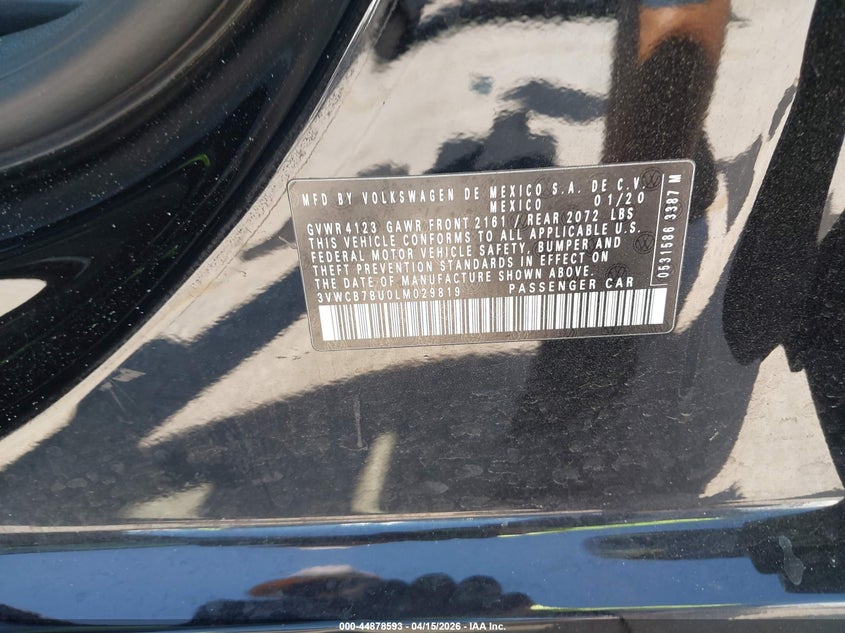 MFD BY VOLKSWAGEN DE MEXICO S.A. DE C.V.
MEXICO 01/20
GVWR 4123 GAWR FRONT 2161 / REAR 2072 LBS
THIS VEHICLE CONFORMS TO ALL APPLICABLE U.S.
FEDERAL MOTOR VEHICLE SAFETY, BUMPER AND
THEFT PREVENTION STANDARDS IN EFFECT ON
THE DATE OF MANUFACTURE SHOWN ABOVE.
3VWCB7BU0LM029819 PASSENGER CAR
0531586 3387 M
000-44878593 - 04/15/2026 - IAA Inc.